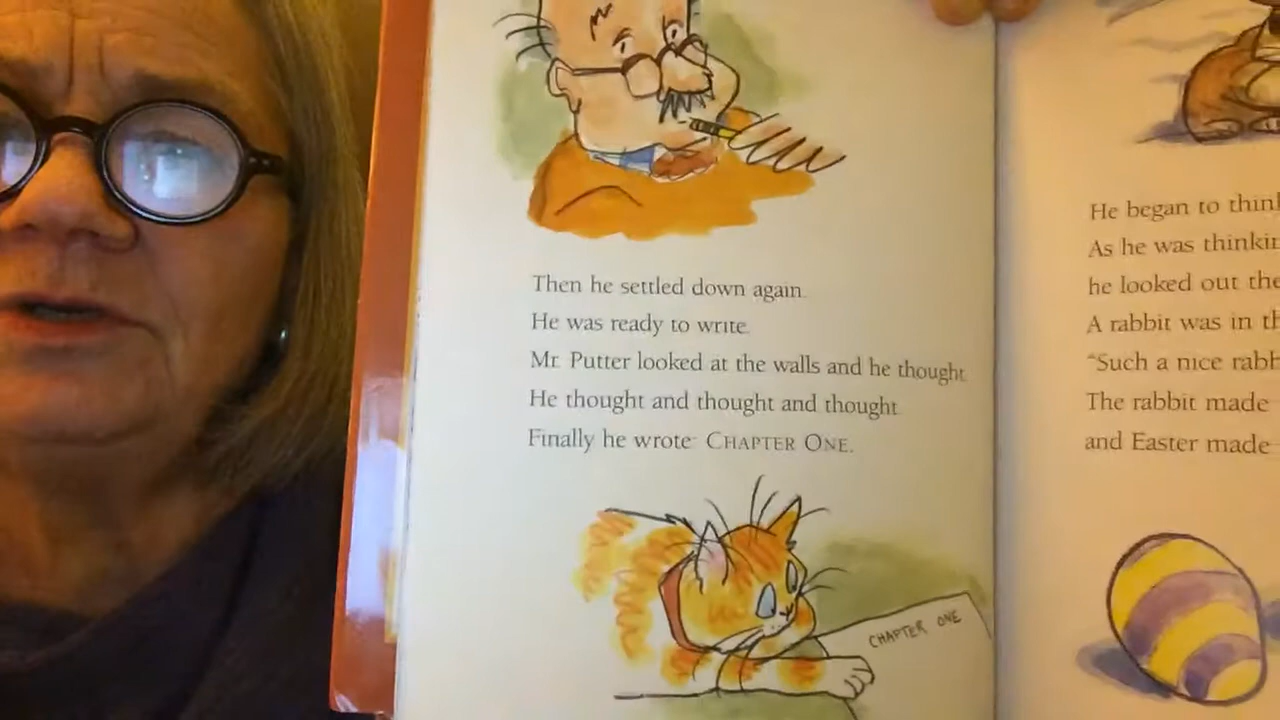 Then he settled down again.
He was ready to write.
Mr. Putter looked at the walls and he thought.
He thought and thought and thought.
Finally he wrote: CHAPTER ONE.
CHAPTER ONE
He began to
As he was
he looked out the
A rabbit was in
"Such a nice
The rabbit made
and Easter made